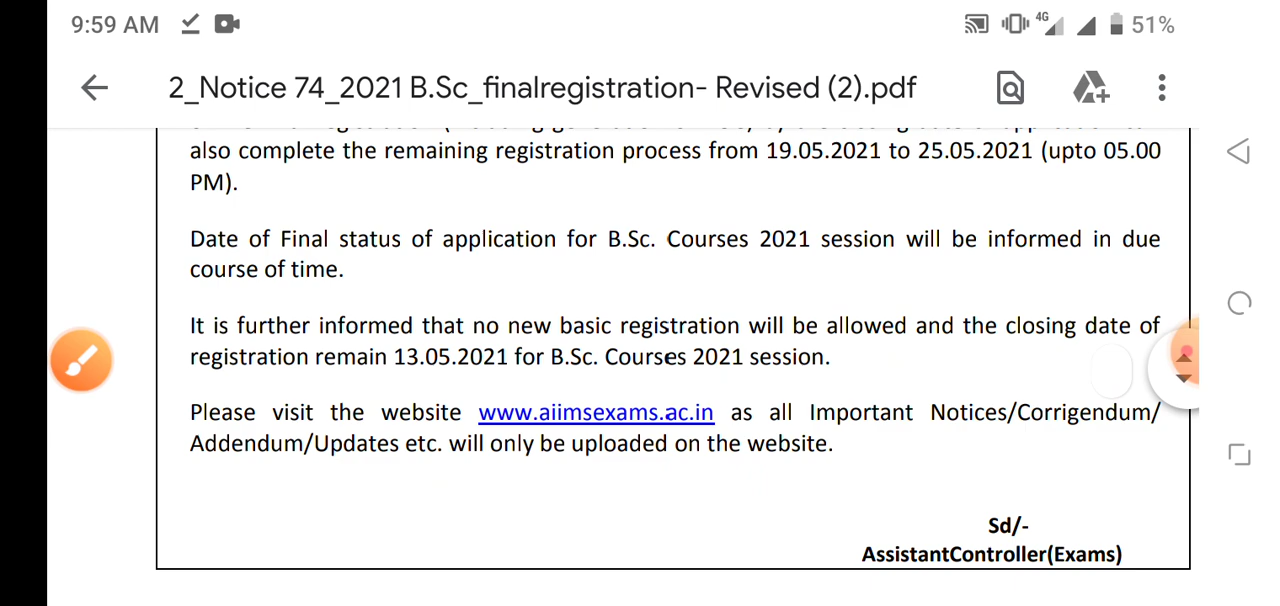 9:59 AM 4G 51%
2_Notice 74_2021 B.Sc_finalregistration- Revised (2).pdf
also complete the remaining registration process from 19.05.2021 to 25.05.2021 (upto 05.00
PM).
Date of Final status of application for B.Sc. Courses 2021 session will be informed in due
course of time.
It is further informed that no new basic registration will be allowed and the closing date of
registration remain 13.05.2021 for B.Sc. Courses 2021 session.
Please visit the website www.aiimsexams.ac.in as all Important Notices/Corrigendum/
Addendum/Updates etc. will only be uploaded on the website.
Sd/-
AssistantController(Exams)